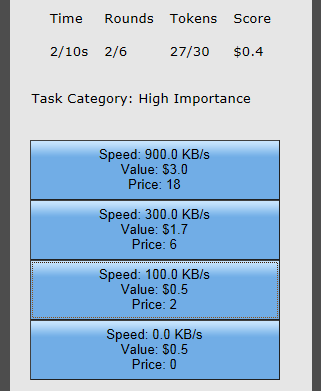 Time Rounds Tokens Score
2/10s 2/6 27/30 $0.4
Task Category: High Importance
Speed: 900.0 KB/s
Value: $3.0
Price: 18
Speed: 300.0 KB/s
Value: $1.7
Price: 6
Speed: 100.0 KB/s
Value: $0.5
Price: 2
Speed: 0.0 KB/s
Value: $0.5
Price: 0